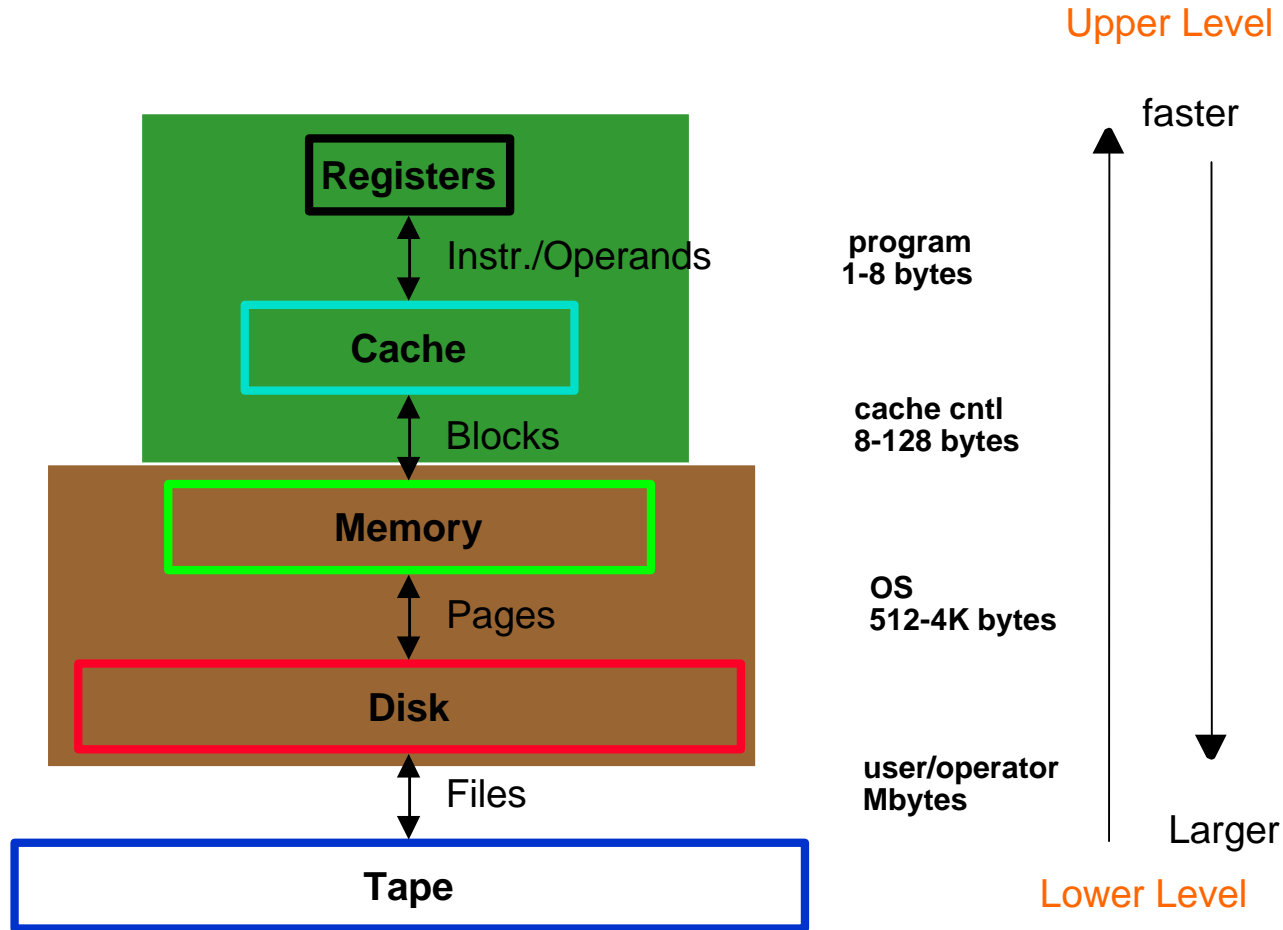 Upper Level
faster
Registers
Instr./Operands
program
1-8 bytes
Cache
Blocks
cache cntl
8-128 bytes
Memory
Pages
OS
512-4K bytes
Disk
Files
user/operator
Mbytes
Larger
Tape
Lower Level